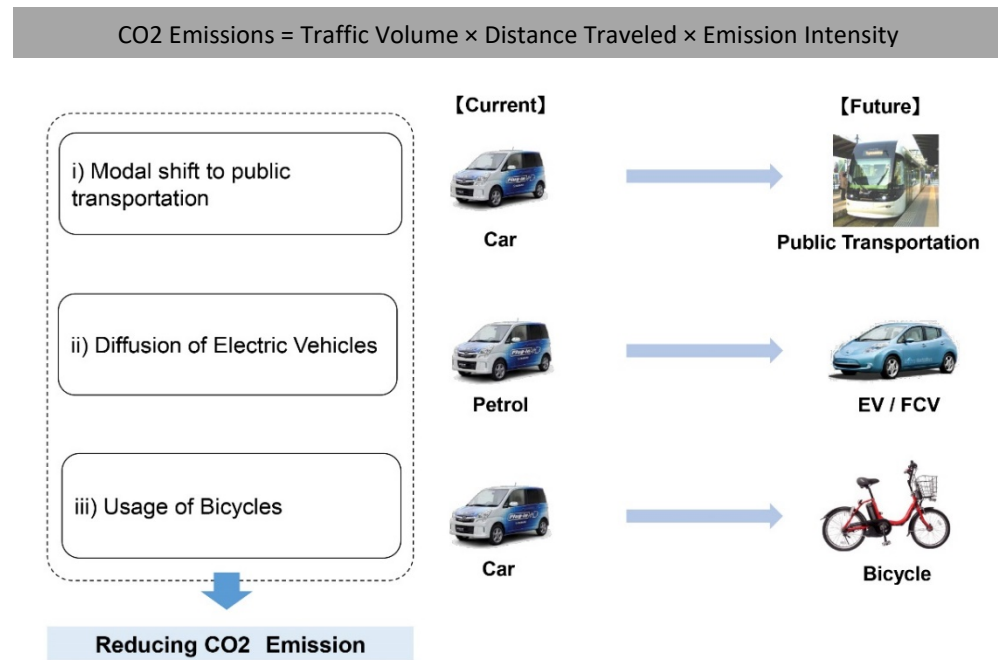 CO2 Emissions = Traffic Volume × Distance Traveled × Emission Intensity
【Current】
【Future】
i) Modal shift to public
transportation
Car
Public Transportation
ii) Diffusion of Electric Vehicles
Petrol
EV / FCV
iii) Usage of Bicycles
Car
Bicycle
Reducing CO2 Emission